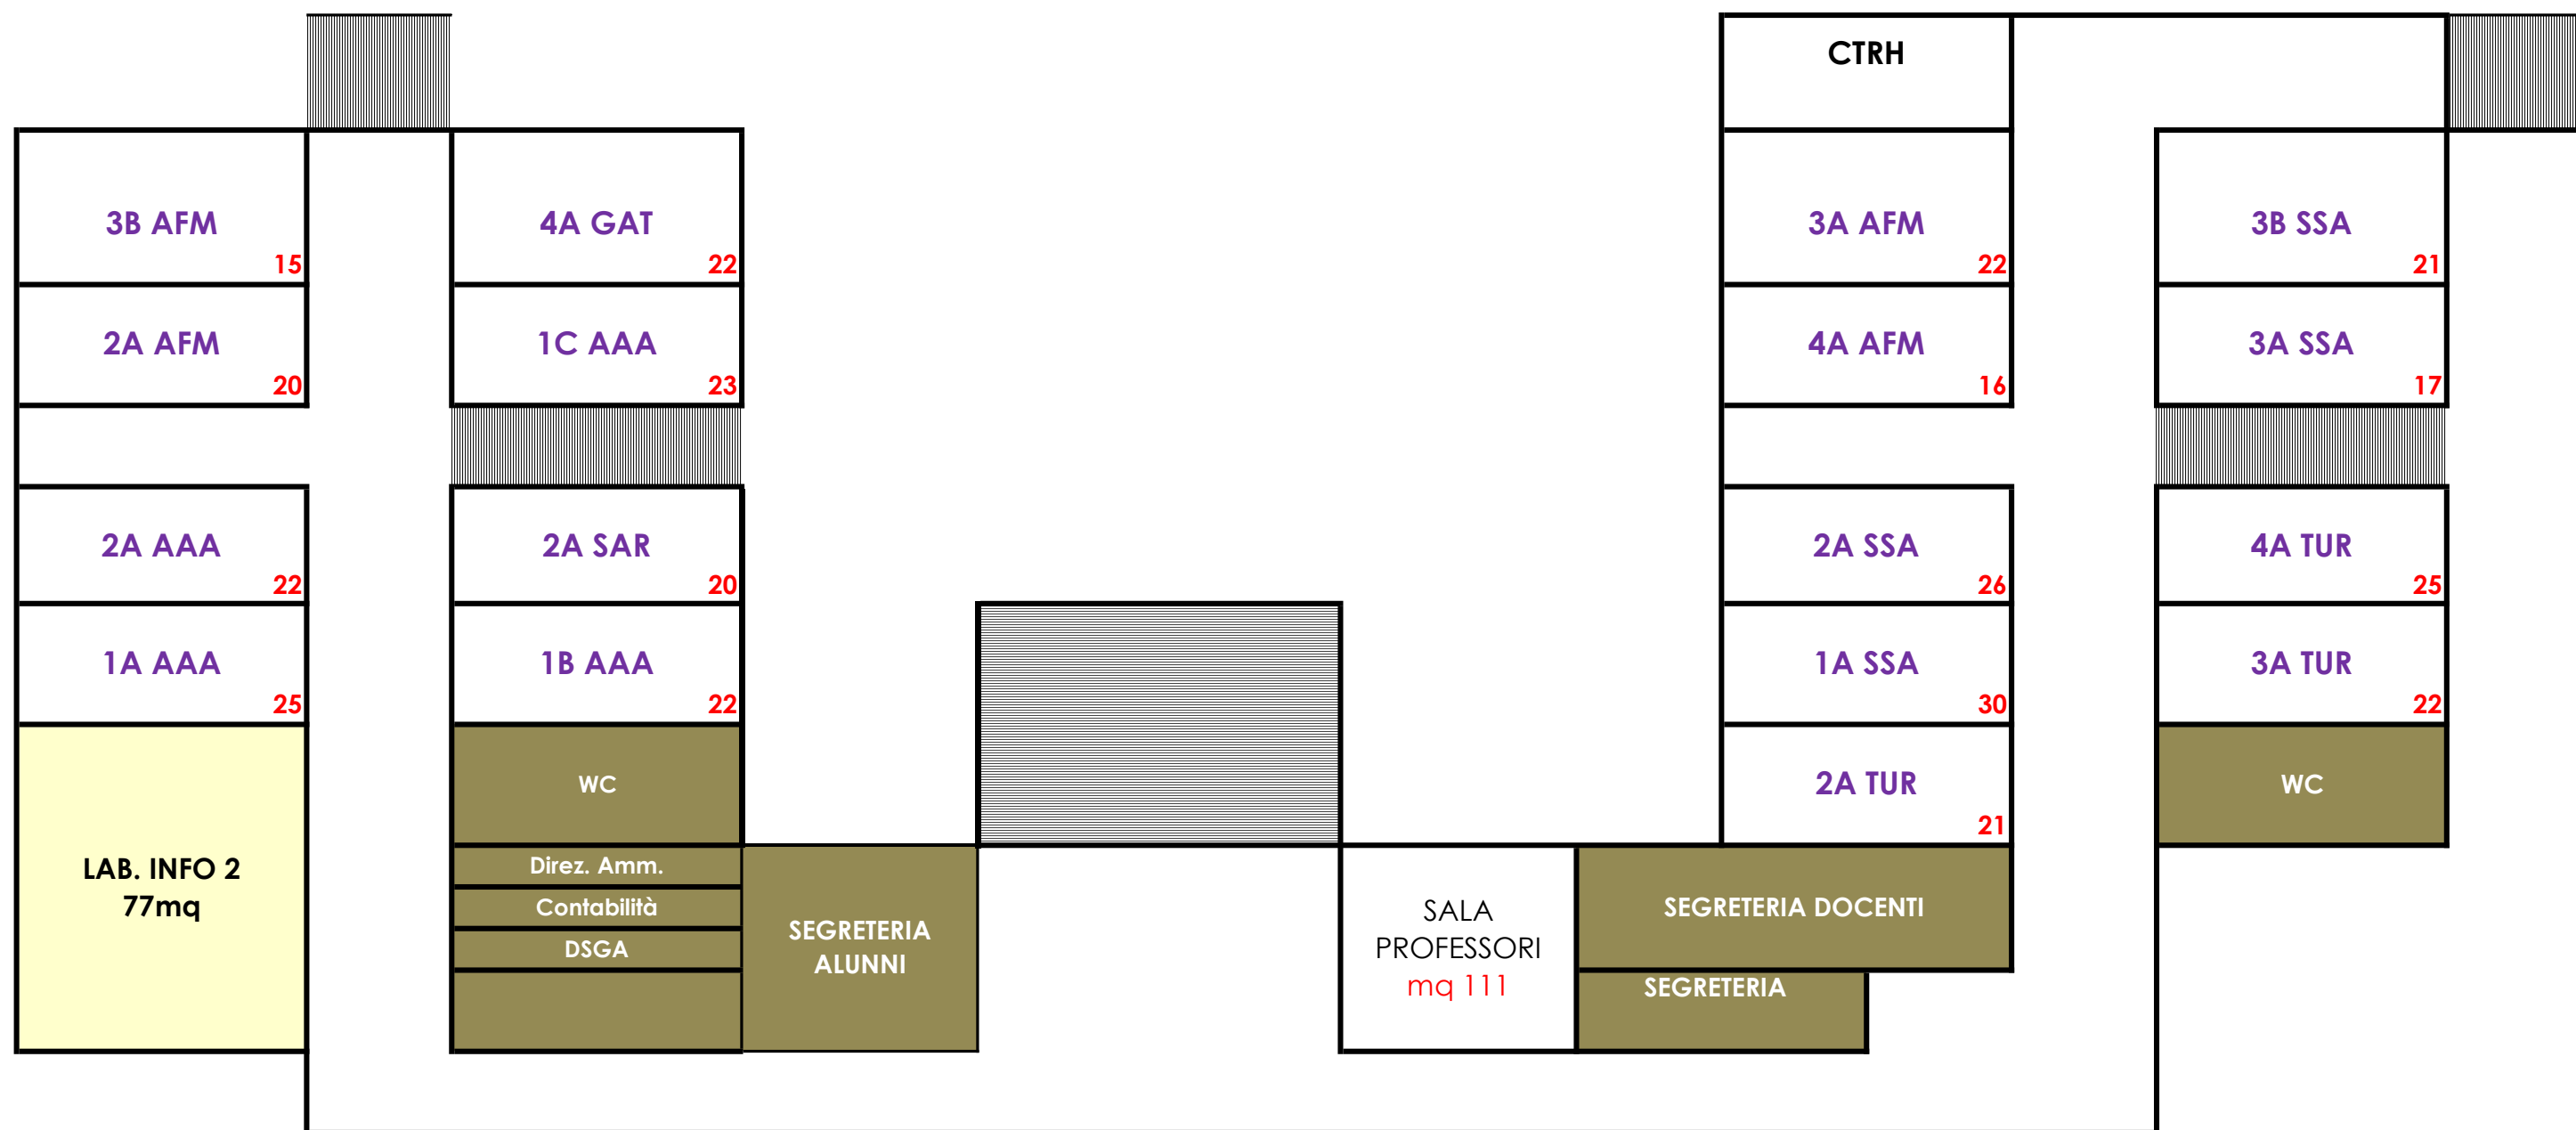 CTRH
3B AFM
15
4A GAT
22
3A AFM
22
3B SSA
21
2A AFM
20
1C AAA
23
4A AFM
16
3A SSA
17
2A AAA
22
2A SAR
20
2A SSA
26
4A TUR
25
1A AAA
25
1B AAA
22
1A SSA
30
3A TUR
22
WC
2A TUR
21
WC
LAB. INFO 2
77mq
Direz. Amm.
Contabilità
DSGA
SEGRETERIA
ALUNNI
SALA
PROFESSORI
mq 111
SEGRETERIA DOCENTI
SEGRETERIA